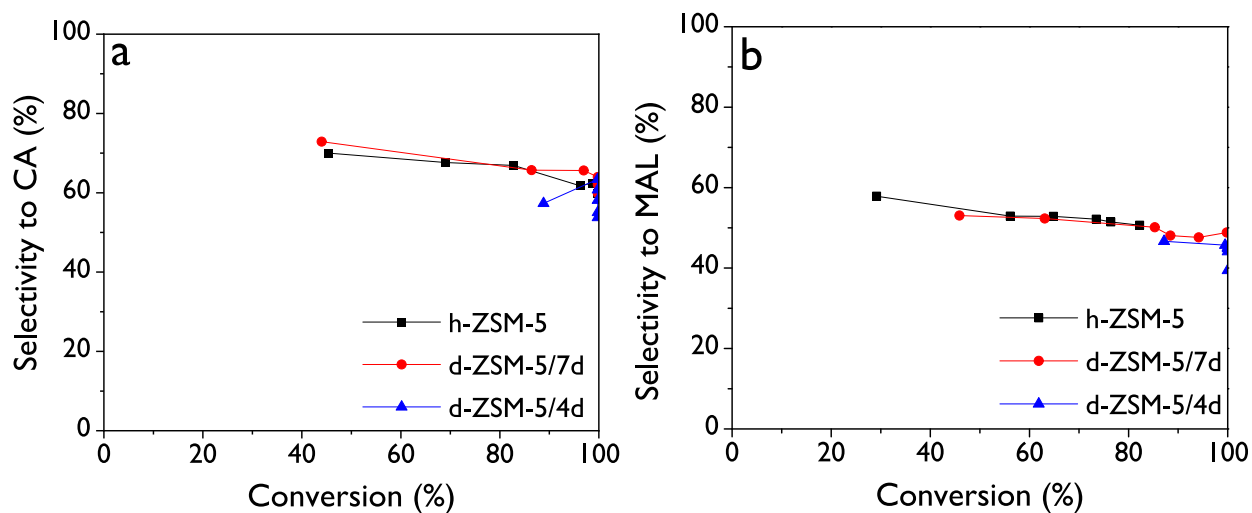 a
Selectivity to CA (%)
100
80
60
40
20
0
h-ZSM-5
d-ZSM-5/7d
d-ZSM-5/4d
0 20 40 60 80 100
Conversion (%)
b
Selectivity to MAL (%)
100
80
60
40
20
0
h-ZSM-5
d-ZSM-5/7d
d-ZSM-5/4d
0 20 40 60 80 100
Conversion (%)